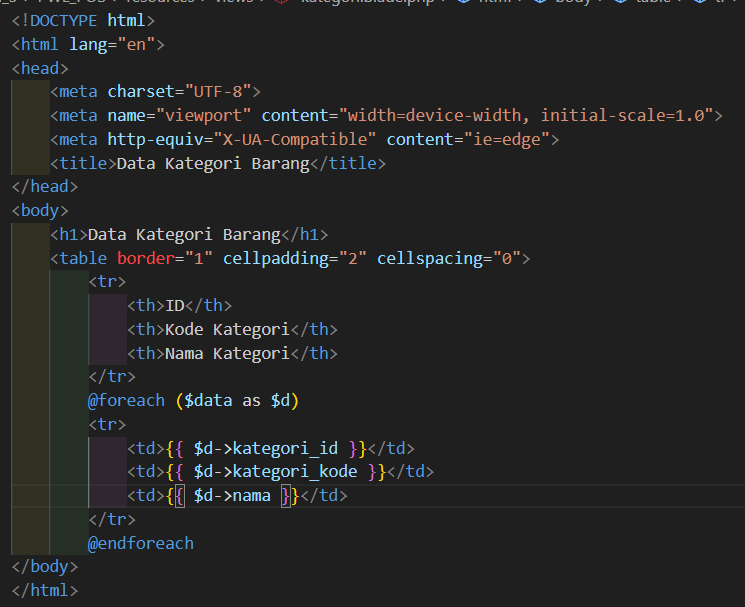 resources > views > kategori.blade.php > html > body > table > tr
<!DOCTYPE html>
<html lang="en">
<head>
    <meta charset="UTF-8">
    <meta name="viewport" content="width=device-width, initial-scale=1.0">
    <meta http-equiv="X-UA-Compatible" content="ie=edge">
    <title>Data Kategori Barang</title>
</head>
<body>
    <h1>Data Kategori Barang</h1>
    <table border="1" cellpadding="2" cellspacing="0">
        <tr>
            <th>ID</th>
            <th>Kode Kategori</th>
            <th>Nama Kategori</th>
        </tr>
        @foreach ($data as $d)
        <tr>
            <td>{{ $d->kategori_id }}</td>
            <td>{{ $d->kategori_kode }}</td>
            <td>{{ $d->nama }}</td>
        </tr>
        @endforeach
</body>
</html>